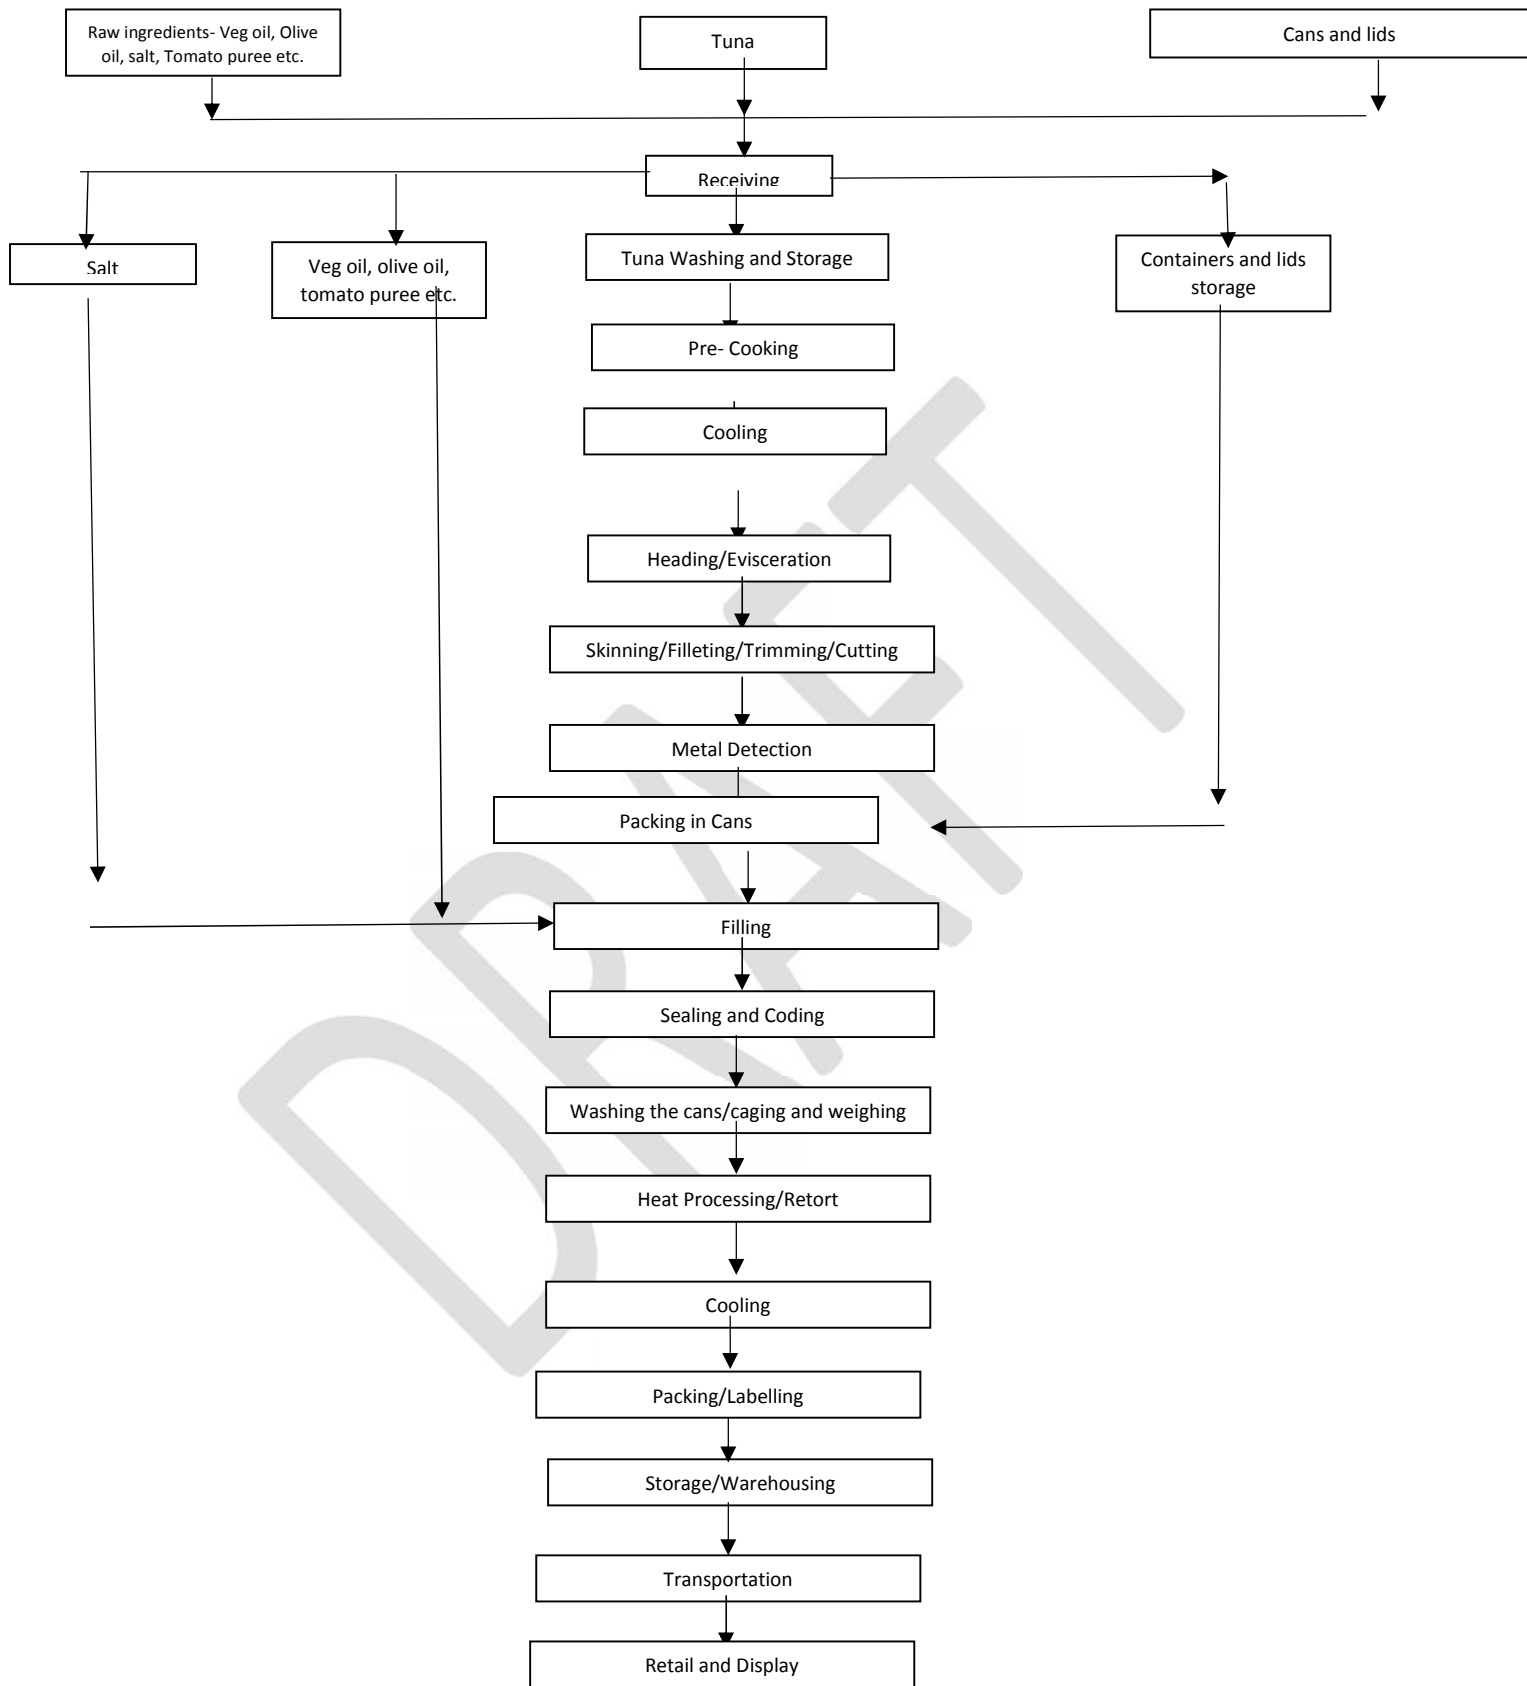 Raw ingredients- Veg oil, Olive
oil, salt, Tomato puree etc.
Tuna
Cans and lids
Receiving
Salt
Veg oil, olive oil,
tomato puree etc.
Tuna Washing and Storage
Containers and lids
storage
Pre- Cooking
Cooling
Heading/Evisceration
Skinning/Filleting/Trimming/Cutting
Metal Detection
Packing in Cans
Filling
Sealing and Coding
Washing the cans/caging and weighing
Heat Processing/Retort
Cooling
Packing/Labelling
Storage/Warehousing
Transportation
Retail and Display
DRAFT